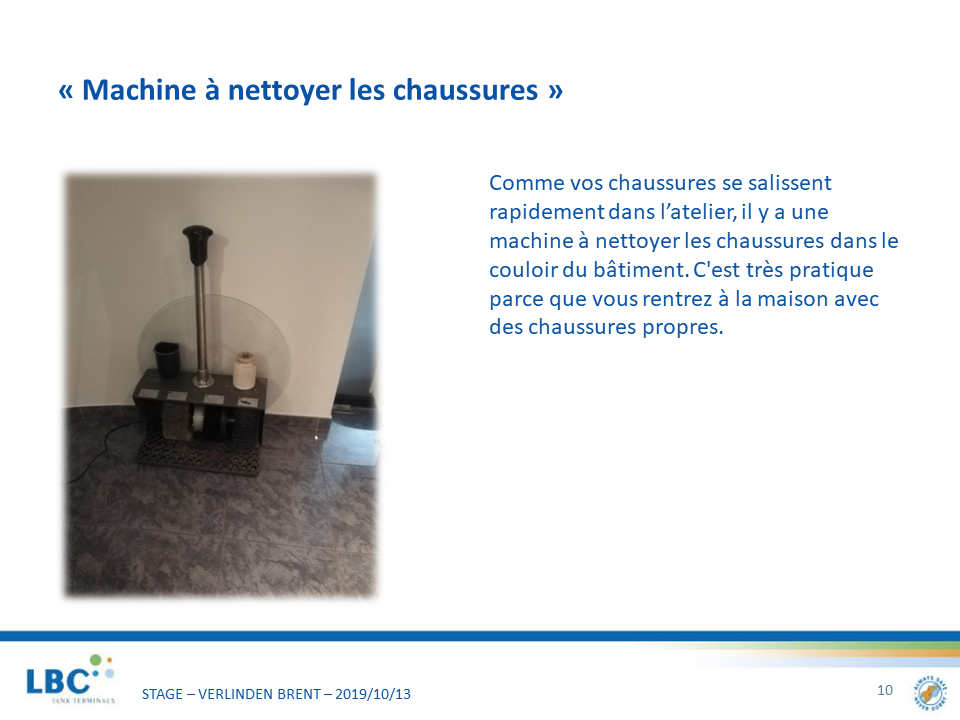 « Machine à nettoyer les chaussures »
Comme vos chaussures se salissent
rapidement dans l’atelier, il y a une
machine à nettoyer les chaussures dans le
couloir du bâtiment. C'est très pratique
parce que vous rentrez à la maison avec
des chaussures propres.
LBC
TANK TERMINALS
STAGE – VERLINDEN BRENT – 2019/10/13
10
ALWAYS SAFE
NEVER SORRY